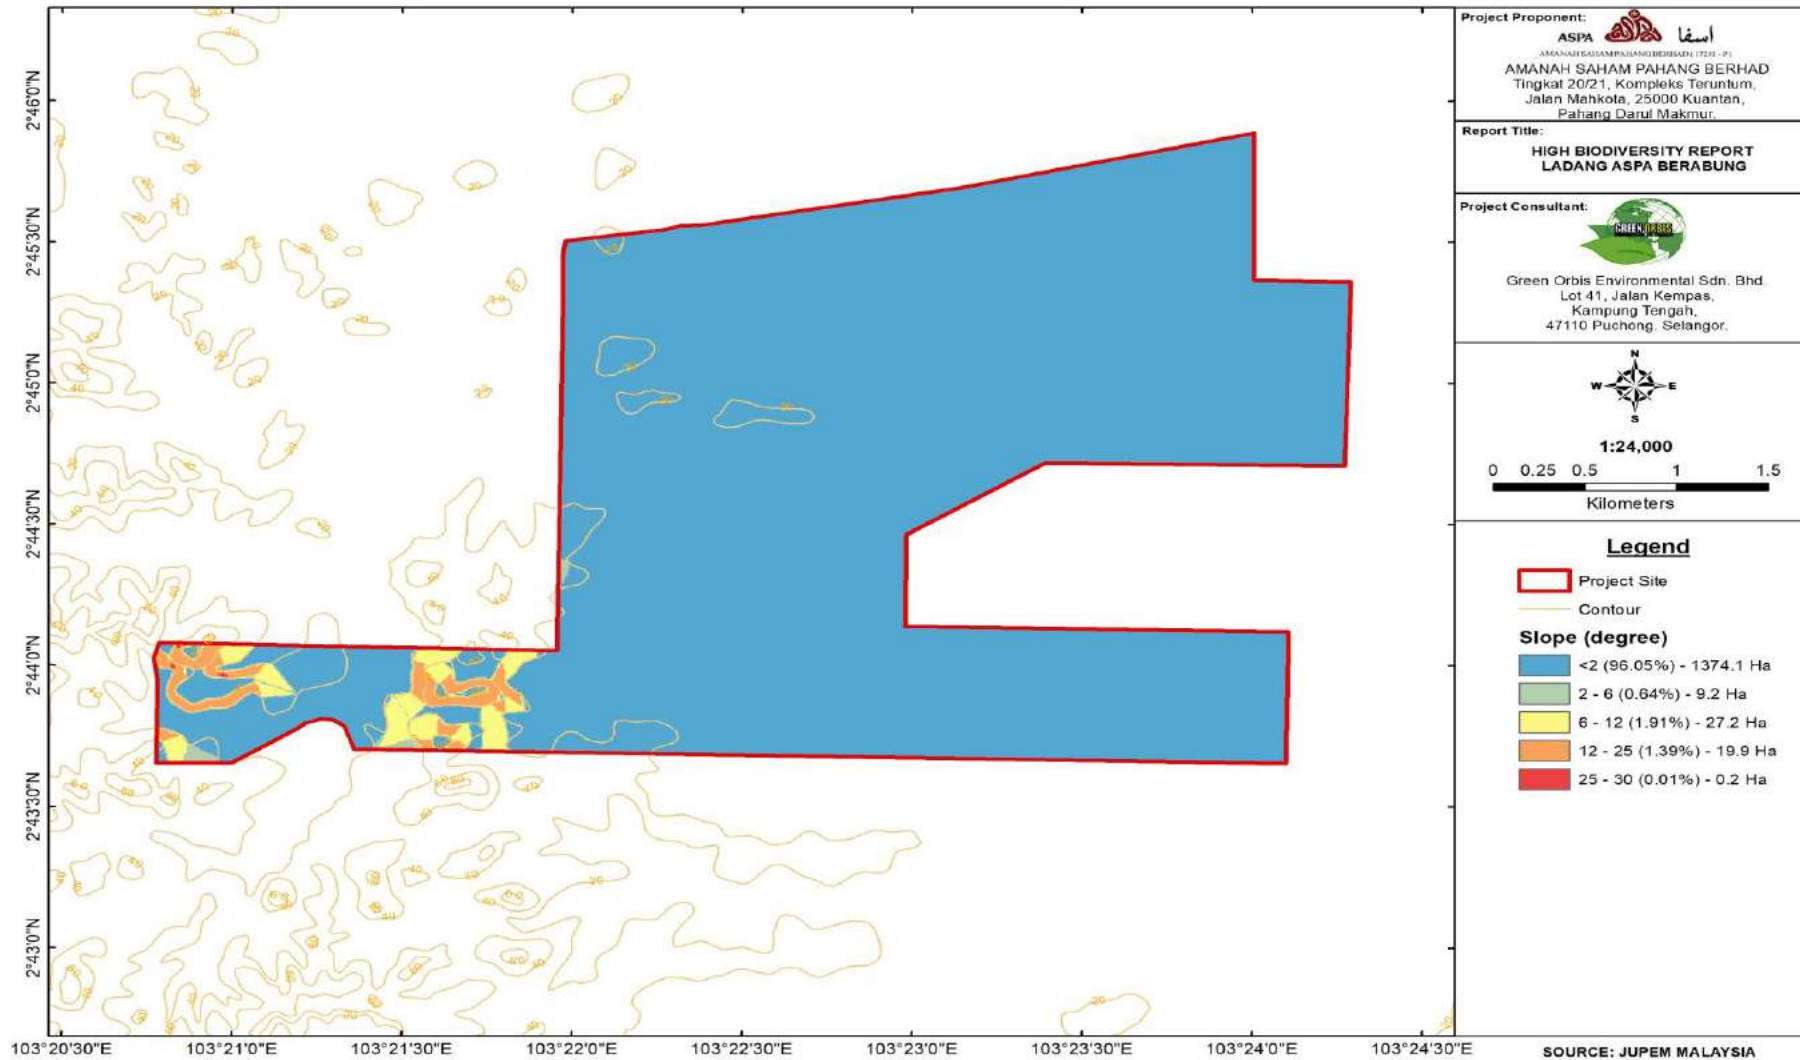 Project Proponent:
ASPA اسفا
AMANAH SAHAM PAHANG BERHAD
Tingkat 20/21, Kompleks Teruntum,
Jalan Mahkota, 25000 Kuantan,
Pahang Darul Makmur.
Report Title:
HIGH BIODIVERSITY REPORT
LADANG ASPA BERABUNG
Project Consultant:
GREEN ORBIS
Green Orbis Environmental Sdn. Bhd.
Lot 41, Jalan Kempas,
Kampung Tengah,
47110 Puchong. Selangor.
N
W E
S
1:24,000
0 0.25 0.5 1 1.5
Kilometers
Legend
Project Site
Contour
Slope (degree)
<2 (96.05%) - 1374.1 Ha
2 - 6 (0.64%) - 9.2 Ha
6 - 12 (1.91%) - 27.2 Ha
12 - 25 (1.39%) - 19.9 Ha
25 - 30 (0.01%) - 0.2 Ha
SOURCE: JUPEM MALAYSIA
2°46'0"N
2°45'30"N
2°45'0"N
2°44'30"N
2°44'0"N
2°43'30"N
2°43'0"N
103°20'30"E 103°21'0"E 103°21'30"E 103°22'0"E 103°22'30"E 103°23'0"E 103°23'30"E 103°24'0"E 103°24'30"E